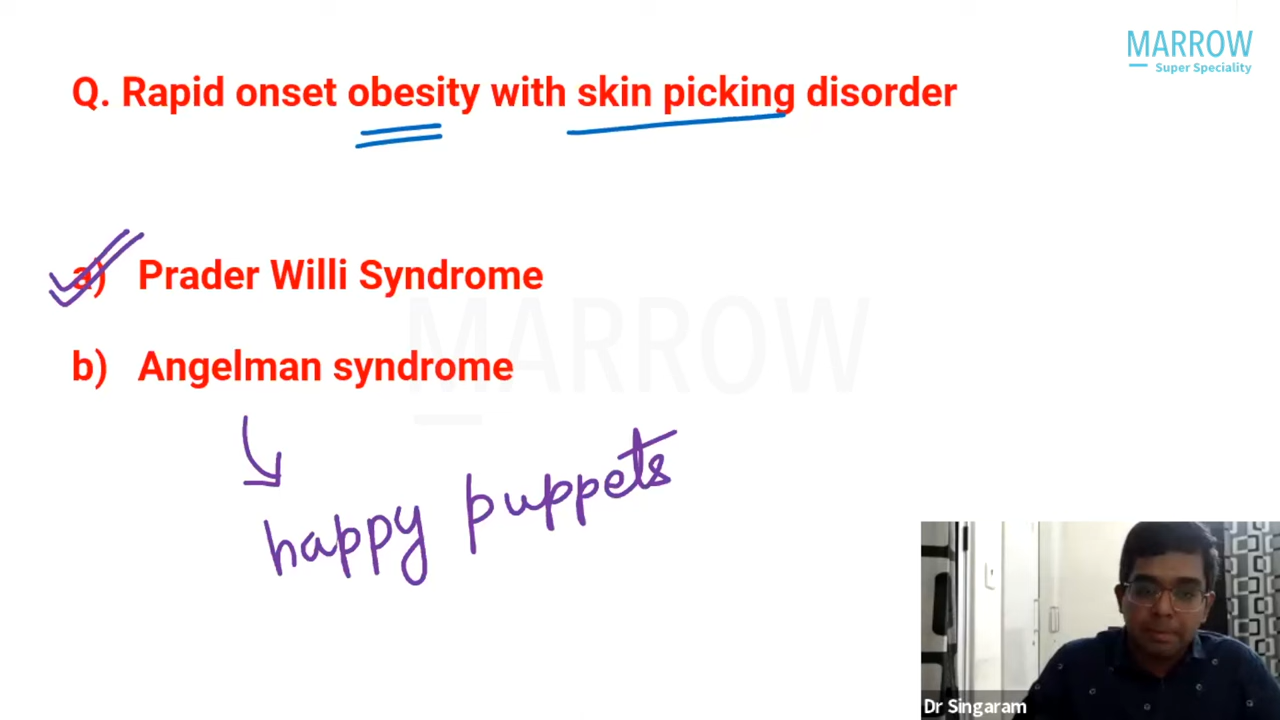 MARROW
Super Speciality
Q. Rapid onset obesity with skin picking disorder
a) Prader Willi Syndrome
MARROW
b) Angelman syndrome
happy puppets
Dr Singaram